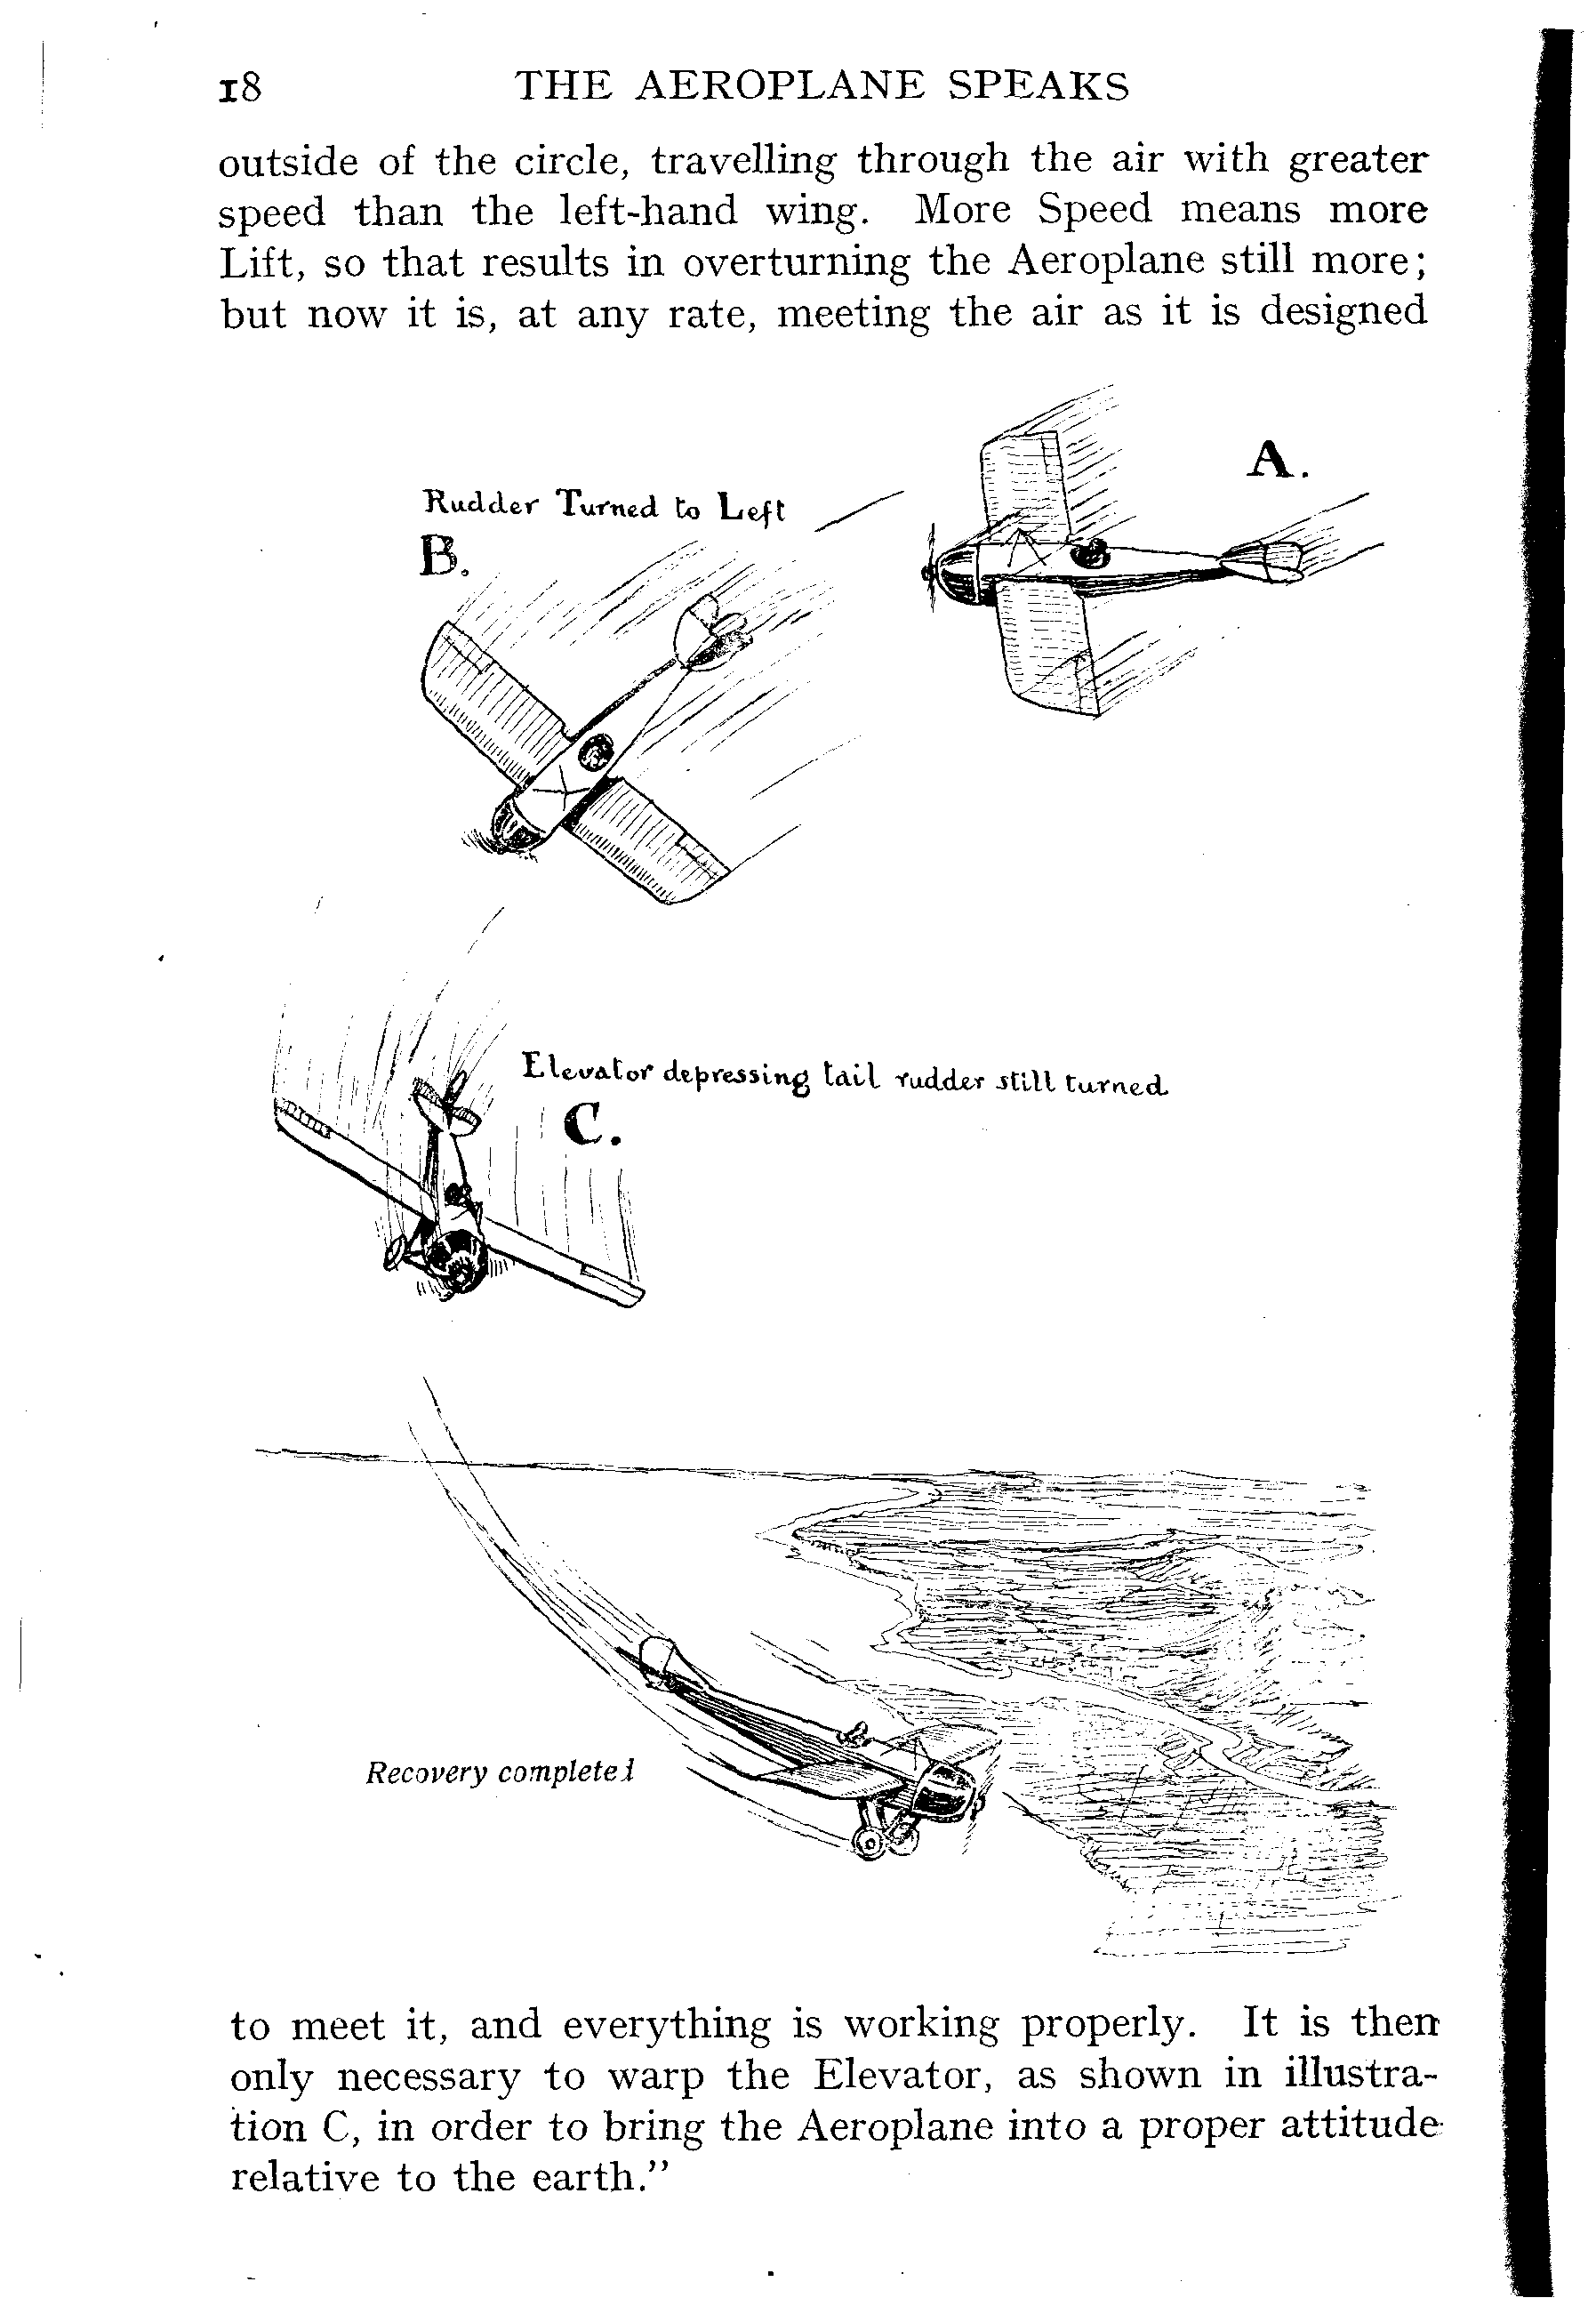 18 THE AEROPLANE SPEAKS
outside of the circle, travelling through the air with greater
speed than the left-hand wing. More Speed means more
Lift, so that results in overturning the Aeroplane still more;
but now it is, at any rate, meeting the air as it is designed
A.
Rudder Turned to Left
B.
Elevator depressing tail rudder still turned
C.
Recovery completed
to meet it, and everything is working properly. It is then
only necessary to warp the Elevator, as shown in illustra-
tion C, in order to bring the Aeroplane into a proper attitude
relative to the earth.”